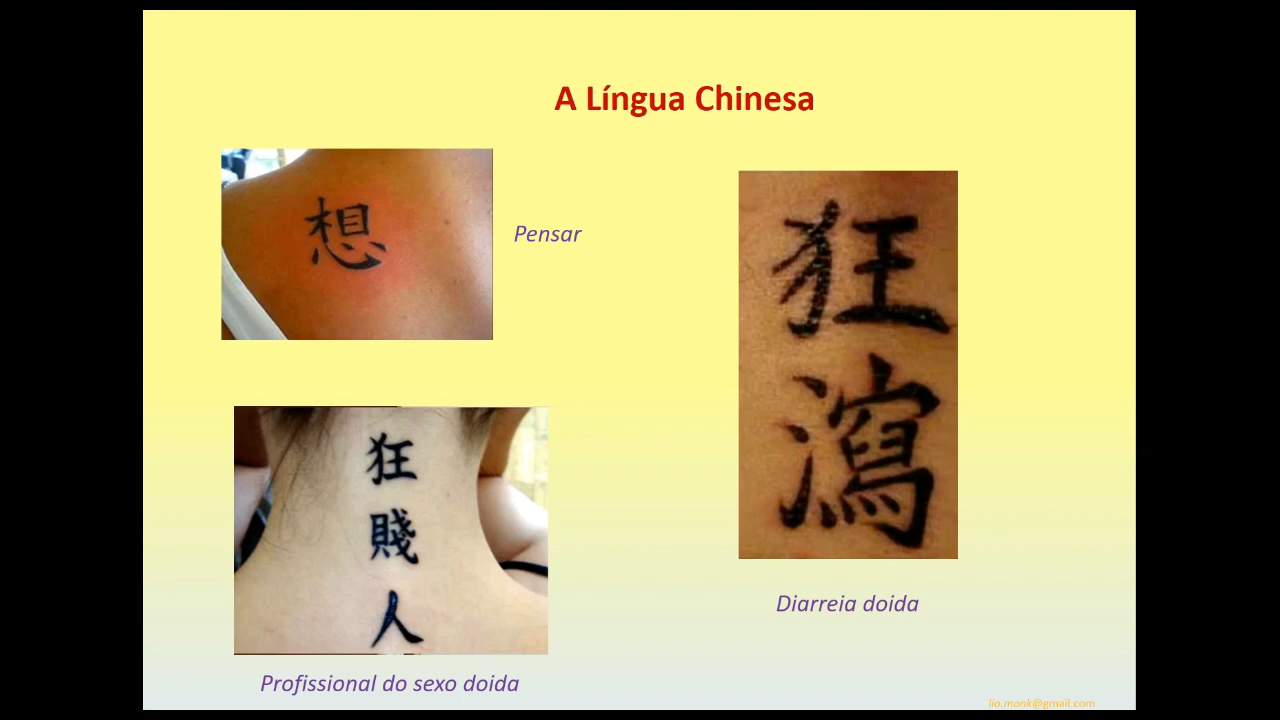 A Língua Chinesa
想
Pensar
狂
賤
人
Profissional do sexo doida
狂
瀉
Diarreia doida
lio.monk@gmail.com